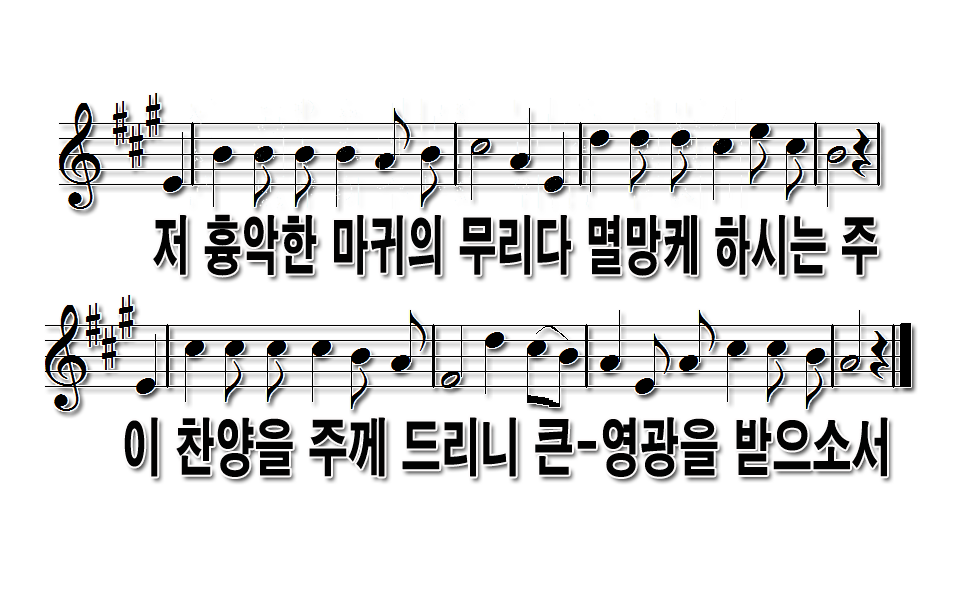 저 흉악한 마귀의 무리다 멸망케 하시는 주
이 찬양을 주께 드리니 큰-영광을 받으소서